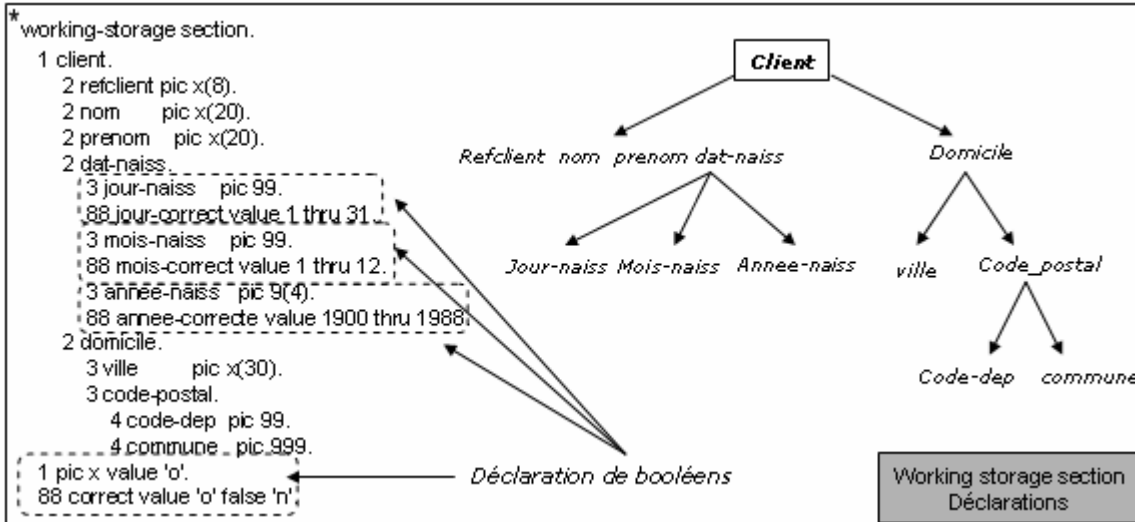 *
working-storage section.
1 client.
2 refclient pic x(8).
2 nom pic x(20).
2 prenom pic x(20).
2 dat-naiss.
3 jour-naiss pic 99.
88 jour-correct value 1 thru 31.
3 mois-naiss pic 99.
88 mois-correct value 1 thru 12.
3 annee-naiss pic 9(4).
88 annee-correcte value 1900 thru 1988
2 domicile.
3 ville pic x(30).
3 code-postal.
4 code-dep pic 99.
4 commune pic 999.
1 pic x value 'o'.
88 correct value 'o' false 'n'
Client
Refclient nom prenom dat-naiss
Domicile
Jour-naiss Mois-naiss Annee-naiss
ville Code_postal
Code-dep commune
Déclaration de booléens
Working storage section
Déclarations